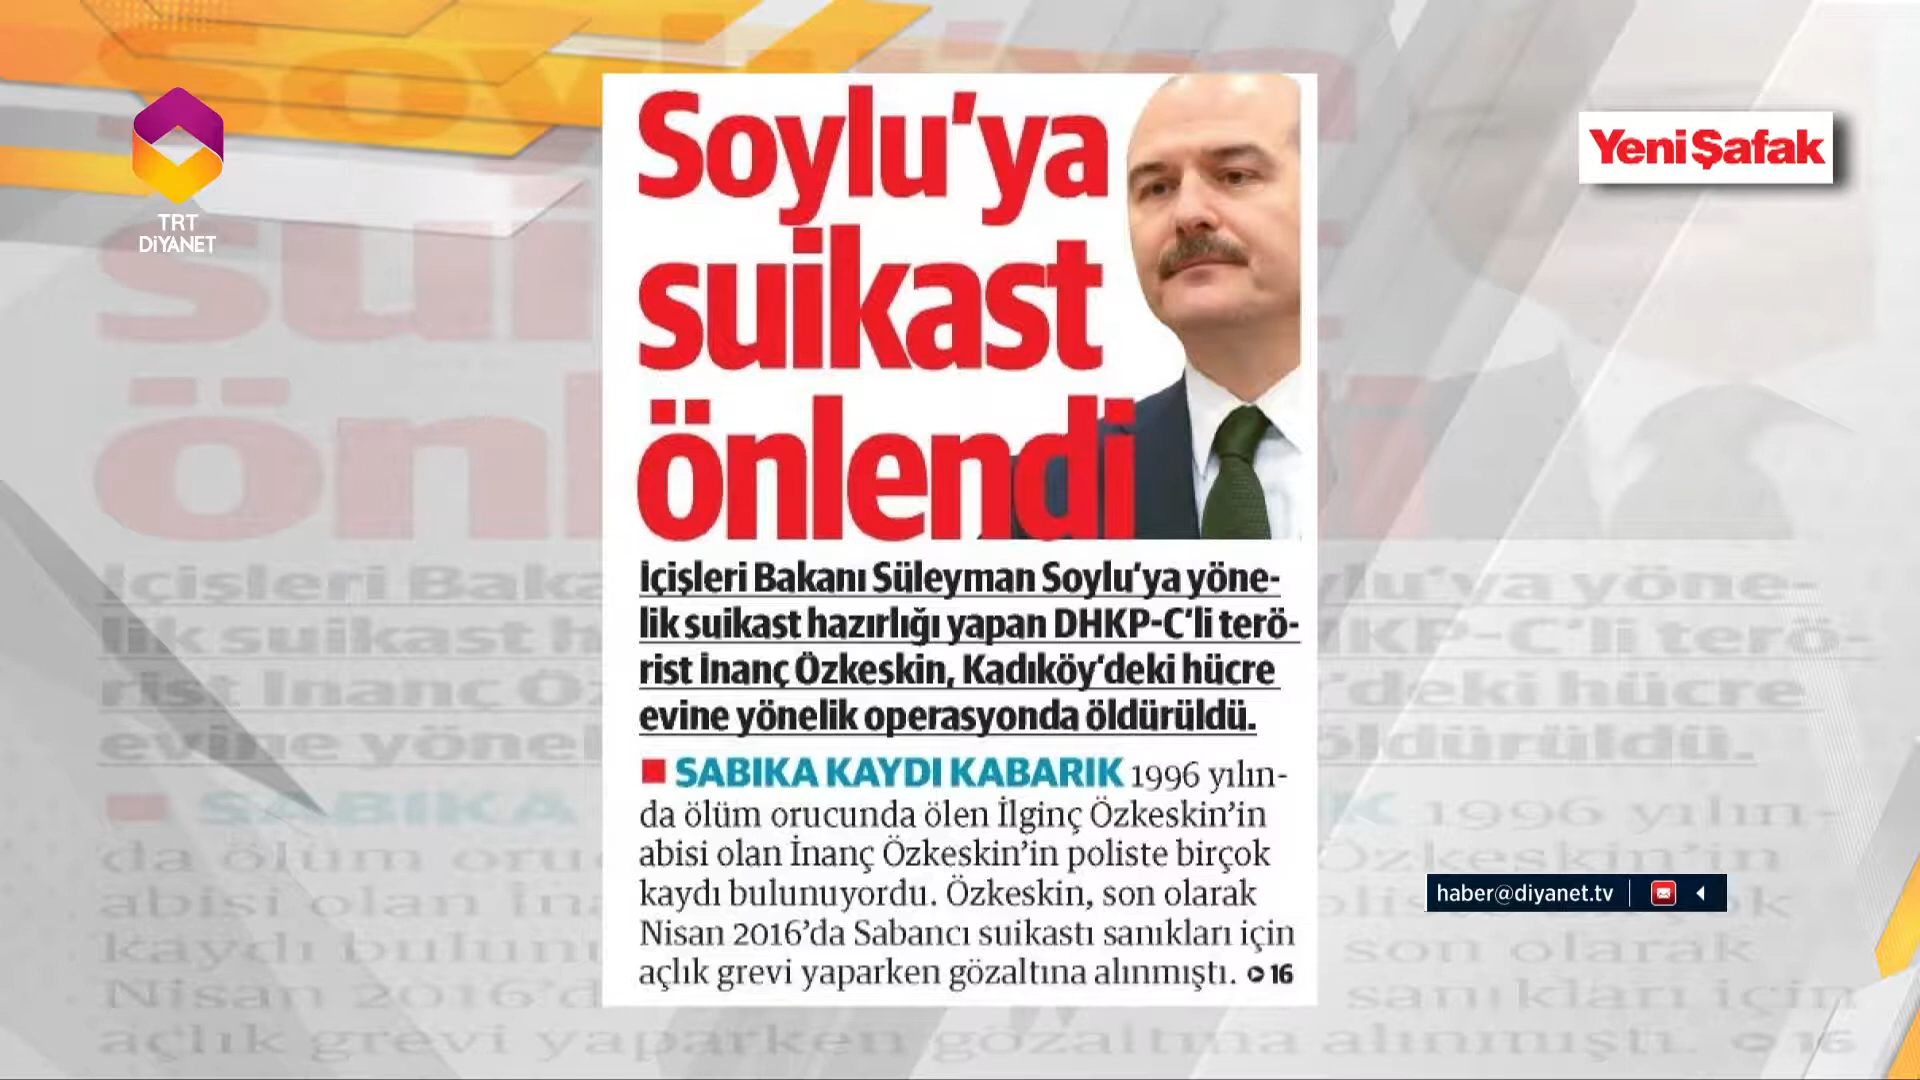 TRT
DİYANET
Yeni Şafak
Soylu'ya
suikast
önlendi
İçişleri Bakanı Süleyman Soylu'ya yöne-
lik suikast hazırlığı yapan DHKP-C'li terö-
rist İnanç Özkeskin, Kadıköy'deki hücre
evine yönelik operasyonda öldürüldü.
SABIKA KAYDI KABARIK 1996 yılın-
da ölüm orucunda ölen İlginç Özkeskin'in
abisi olan İnanç Özkeskin'in poliste birçok
kaydı bulunuyordu. Özkeskin, son olarak
Nisan 2016'da Sabancı suikastı sanıkları için
açlık grevi yaparken gözaltına alınmıştı. 16
haber@diyanet.tv